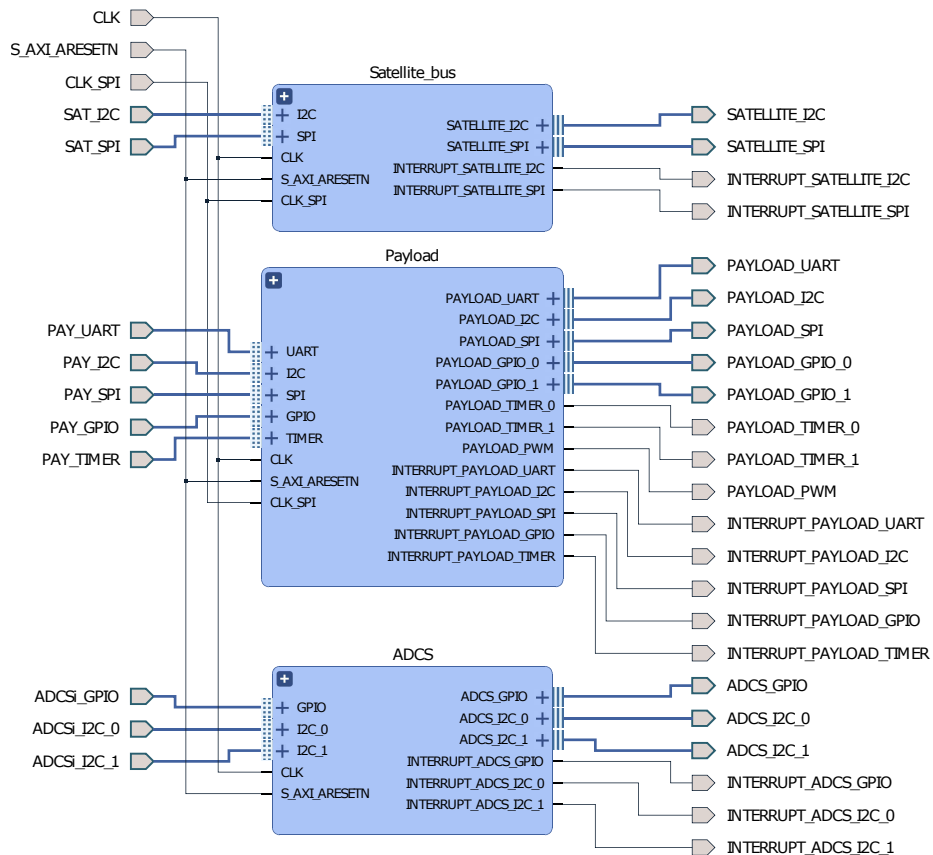 CLK
S_AXI_ARESETN
CLK_SPI
SAT_I2C
SAT_SPI
Satellite_bus
I2C
SPI
CLK
S_AXI_ARESETN
CLK_SPI
SATELLITE_I2C
SATELLITE_SPI
INTERRUPT_SATELLITE_I2C
INTERRUPT_SATELLITE_SPI
SATELLITE_I2C
SATELLITE_SPI
INTERRUPT_SATELLITE_I2C
INTERRUPT_SATELLITE_SPI
PAY_UART
PAY_I2C
PAY_SPI
PAY_GPIO
PAY_TIMER
Payload
UART
I2C
SPI
GPIO
TIMER
CLK
S_AXI_ARESETN
CLK_SPI
PAYLOAD_UART
PAYLOAD_I2C
PAYLOAD_SPI
PAYLOAD_GPIO_0
PAYLOAD_GPIO_1
PAYLOAD_TIMER_0
PAYLOAD_TIMER_1
PAYLOAD_PWM
INTERRUPT_PAYLOAD_UART
INTERRUPT_PAYLOAD_I2C
INTERRUPT_PAYLOAD_SPI
INTERRUPT_PAYLOAD_GPIO
INTERRUPT_PAYLOAD_TIMER
PAYLOAD_UART
PAYLOAD_I2C
PAYLOAD_SPI
PAYLOAD_GPIO_0
PAYLOAD_GPIO_1
PAYLOAD_TIMER_0
PAYLOAD_TIMER_1
PAYLOAD_PWM
INTERRUPT_PAYLOAD_UART
INTERRUPT_PAYLOAD_I2C
INTERRUPT_PAYLOAD_SPI
INTERRUPT_PAYLOAD_GPIO
INTERRUPT_PAYLOAD_TIMER
ADCSi_GPIO
ADCSi_I2C_0
ADCSi_I2C_1
ADCS
GPIO
I2C_0
I2C_1
CLK
S_AXI_ARESETN
ADCS_GPIO
ADCS_I2C_0
ADCS_I2C_1
INTERRUPT_ADCS_GPIO
INTERRUPT_ADCS_I2C_0
INTERRUPT_ADCS_I2C_1
ADCS_GPIO
ADCS_I2C_0
ADCS_I2C_1
INTERRUPT_ADCS_GPIO
INTERRUPT_ADCS_I2C_0
INTERRUPT_ADCS_I2C_1